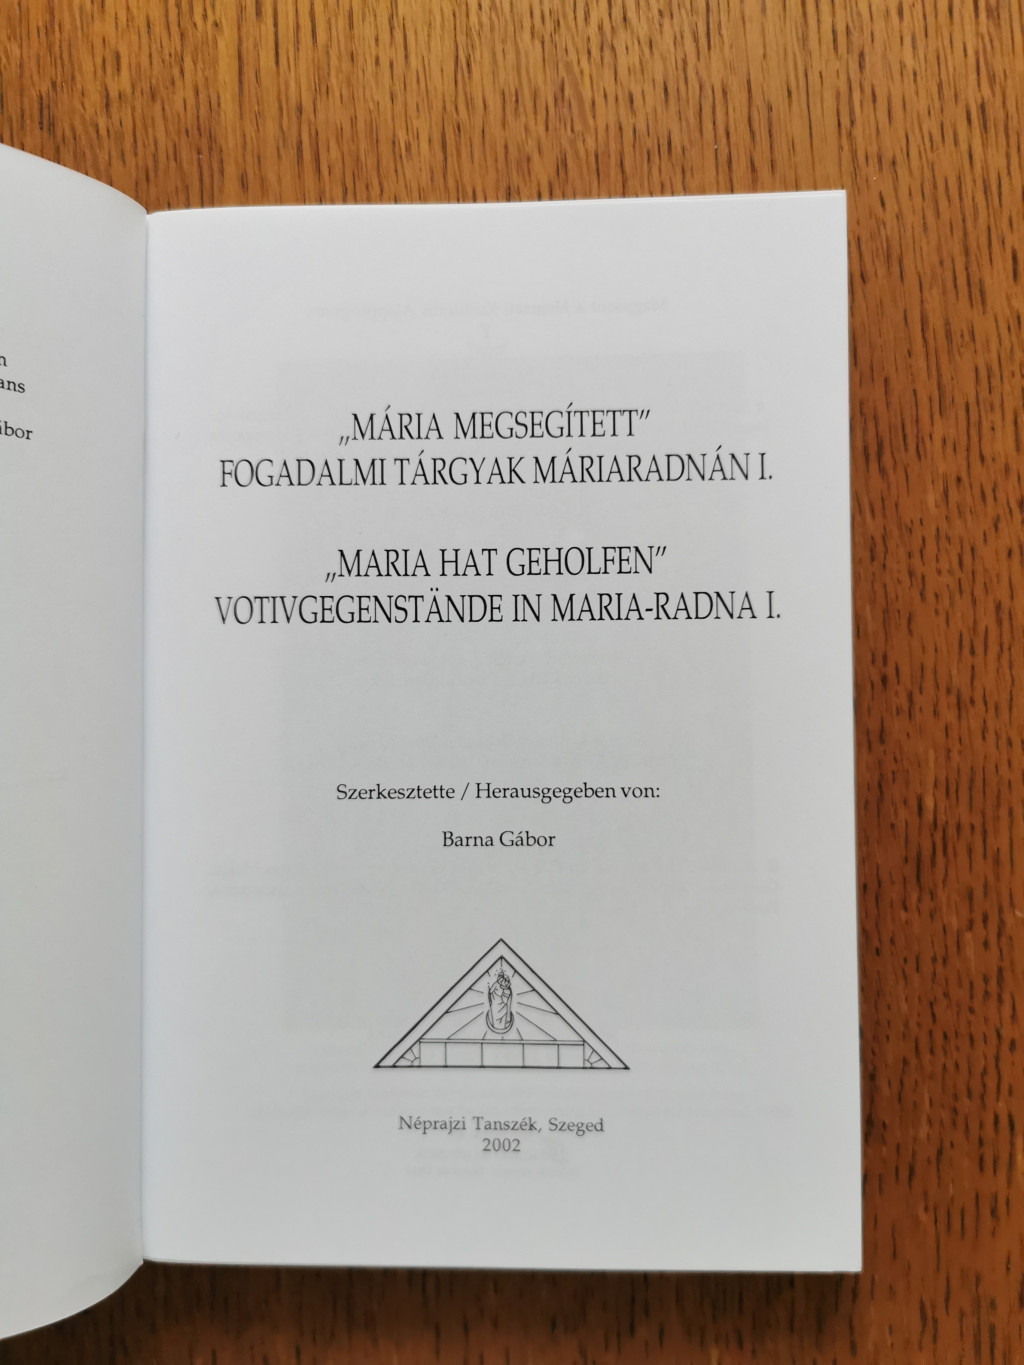 „MÁRIA MEGSEGÍTETT”
FOGADALMI TÁRGYAK MÁRIARADNÁN I.
„MARIA HAT GEHOLFEN”
VOTIVGEGENSTÄNDE IN MARIA-RADNA I.
Szerkesztette / Herausgegeben von:
Barna Gábor
Néprajzi Tanszék, Szeged
2002